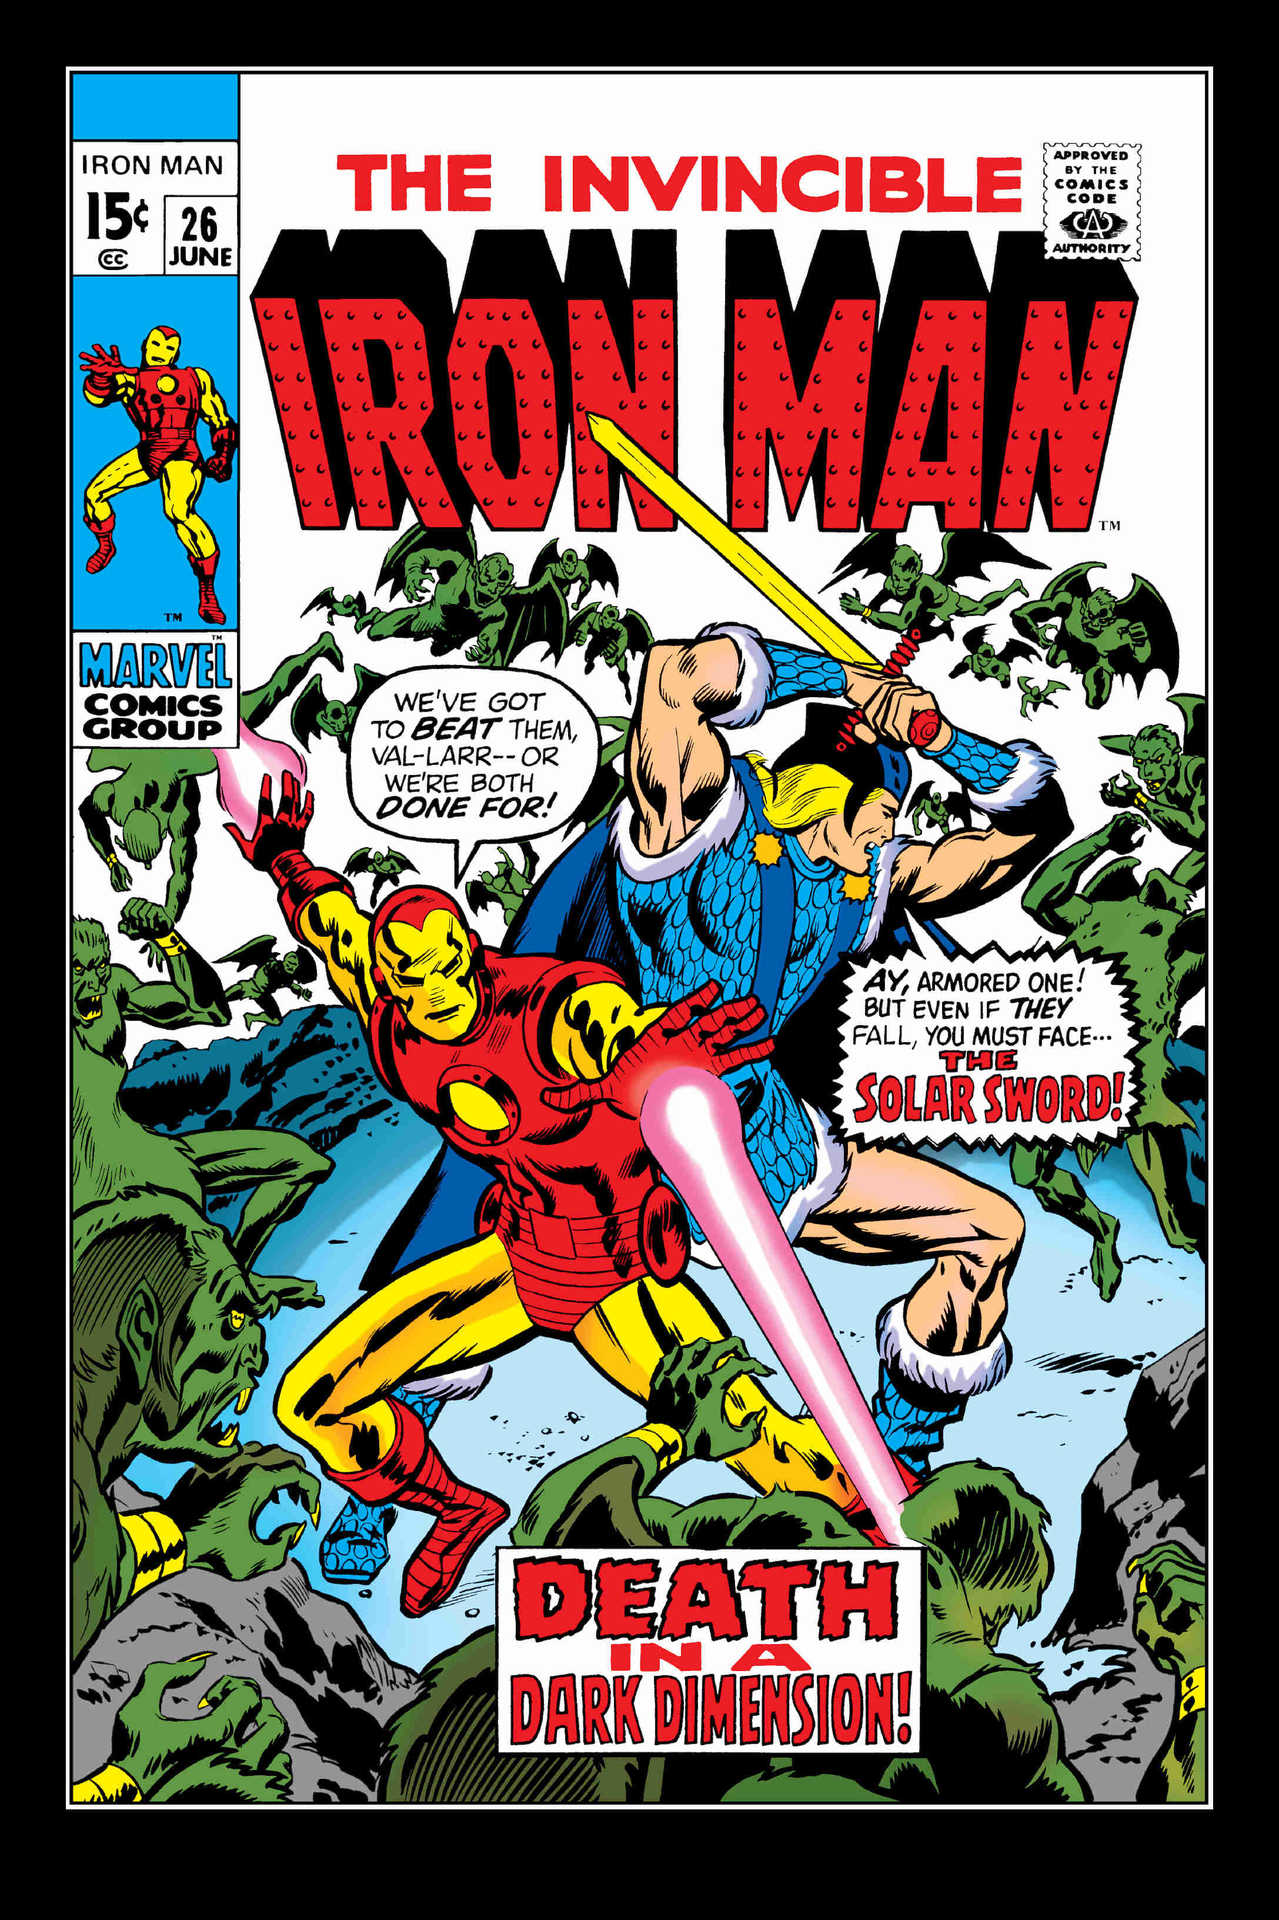 IRON MAN
15¢
CC
26
JUNE
TM
TM
MARVEL
COMICS
GROUP
THE INVINCIBLE
IRON MAN
TM
APPROVED
BY THE
COMICS
CODE
CA
AUTHORITY
WE'VE GOT
TO BEAT THEM,
VAL-LARR-- OR
WE'RE BOTH
DONE FOR!
AY, ARMORED ONE!
BUT EVEN IF THEY
FALL, YOU MUST FACE...
THE
SOLAR SWORD!
DEATH
IN A
DARK DIMENSION!